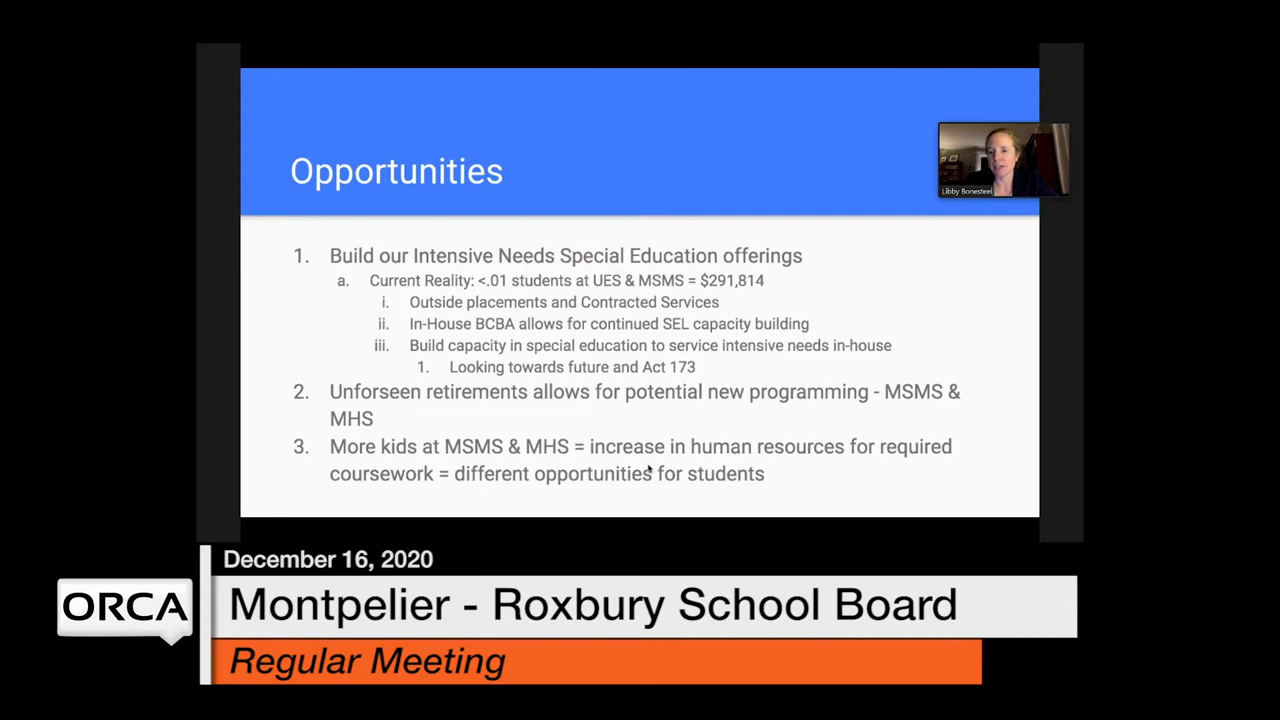 Opportunities
Libby Bonesteel
1. Build our Intensive Needs Special Education offerings
a. Current Reality: <.01 students at UES & MSMS = $291,814
i. Outside placements and Contracted Services
ii. In-House BCBA allows for continued SEL capacity building
iii. Build capacity in special education to service intensive needs in-house
1. Looking towards future and Act 173
2. Unforseen retirements allows for potential new programming - MSMS &
MHS
3. More kids at MSMS & MHS = increase in human resources for required
coursework = different opportunities for students
December 16, 2020
ORCA
Montpelier - Roxbury School Board
Regular Meeting